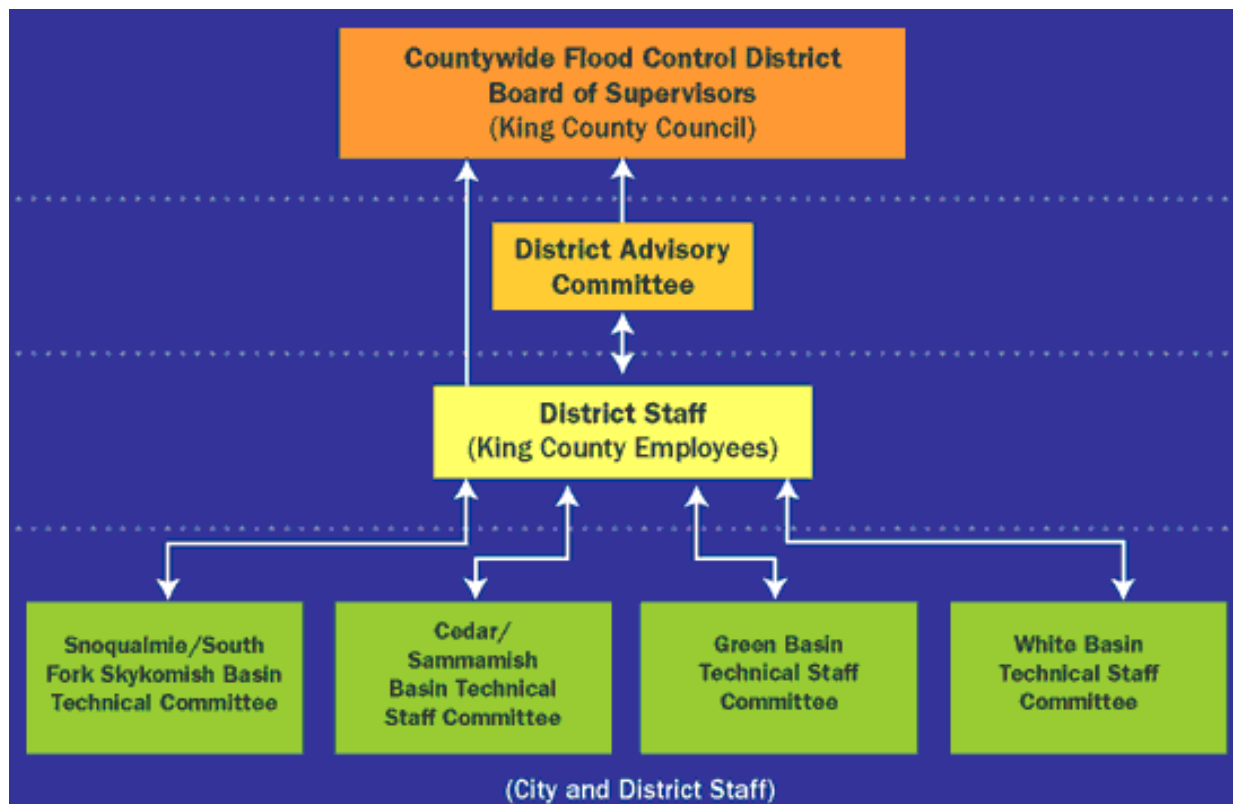 Countywide Flood Control District
Board of Supervisors
(King County Council)
District Advisory
Committee
District Staff
(King County Employees)
Snoqualmie/South
Fork Skykomish Basin
Technical Committee
Cedar/
Sammamish
Basin Technical
Staff Committee
Green Basin
Technical Staff
Committee
White Basin
Technical Staff
Committee
(City and District Staff)